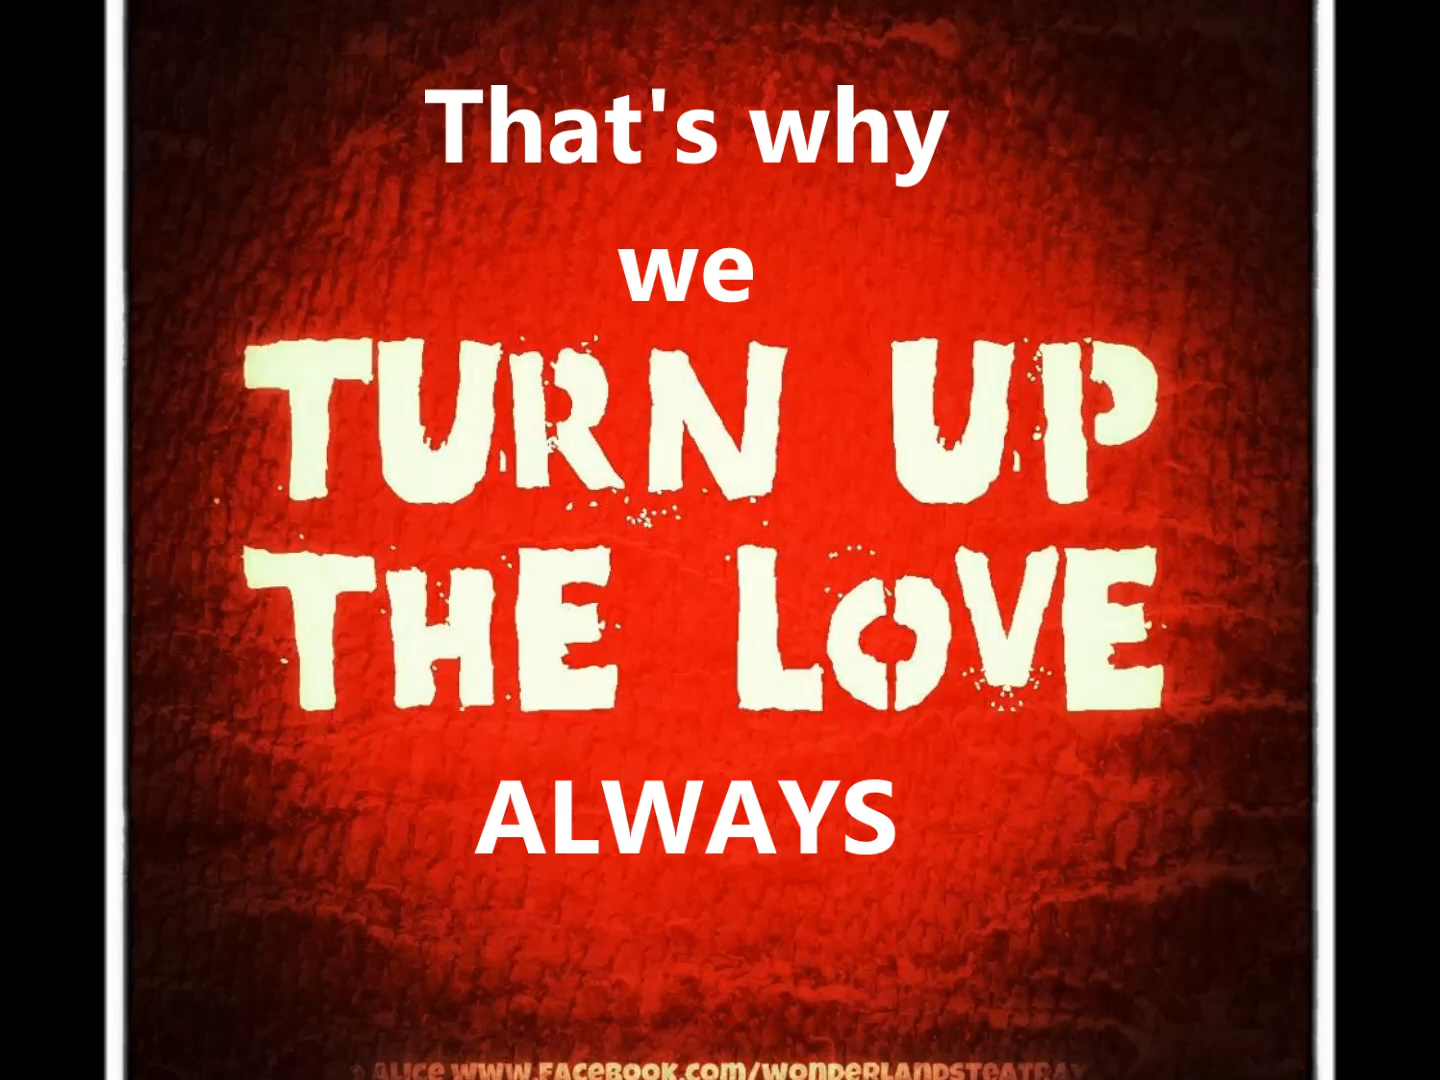 That's why
we
TURN UP
THE LOVE
ALWAYS
ALICE WWW.FACEBOOK.COM/WONDERLANDSTEATRAY